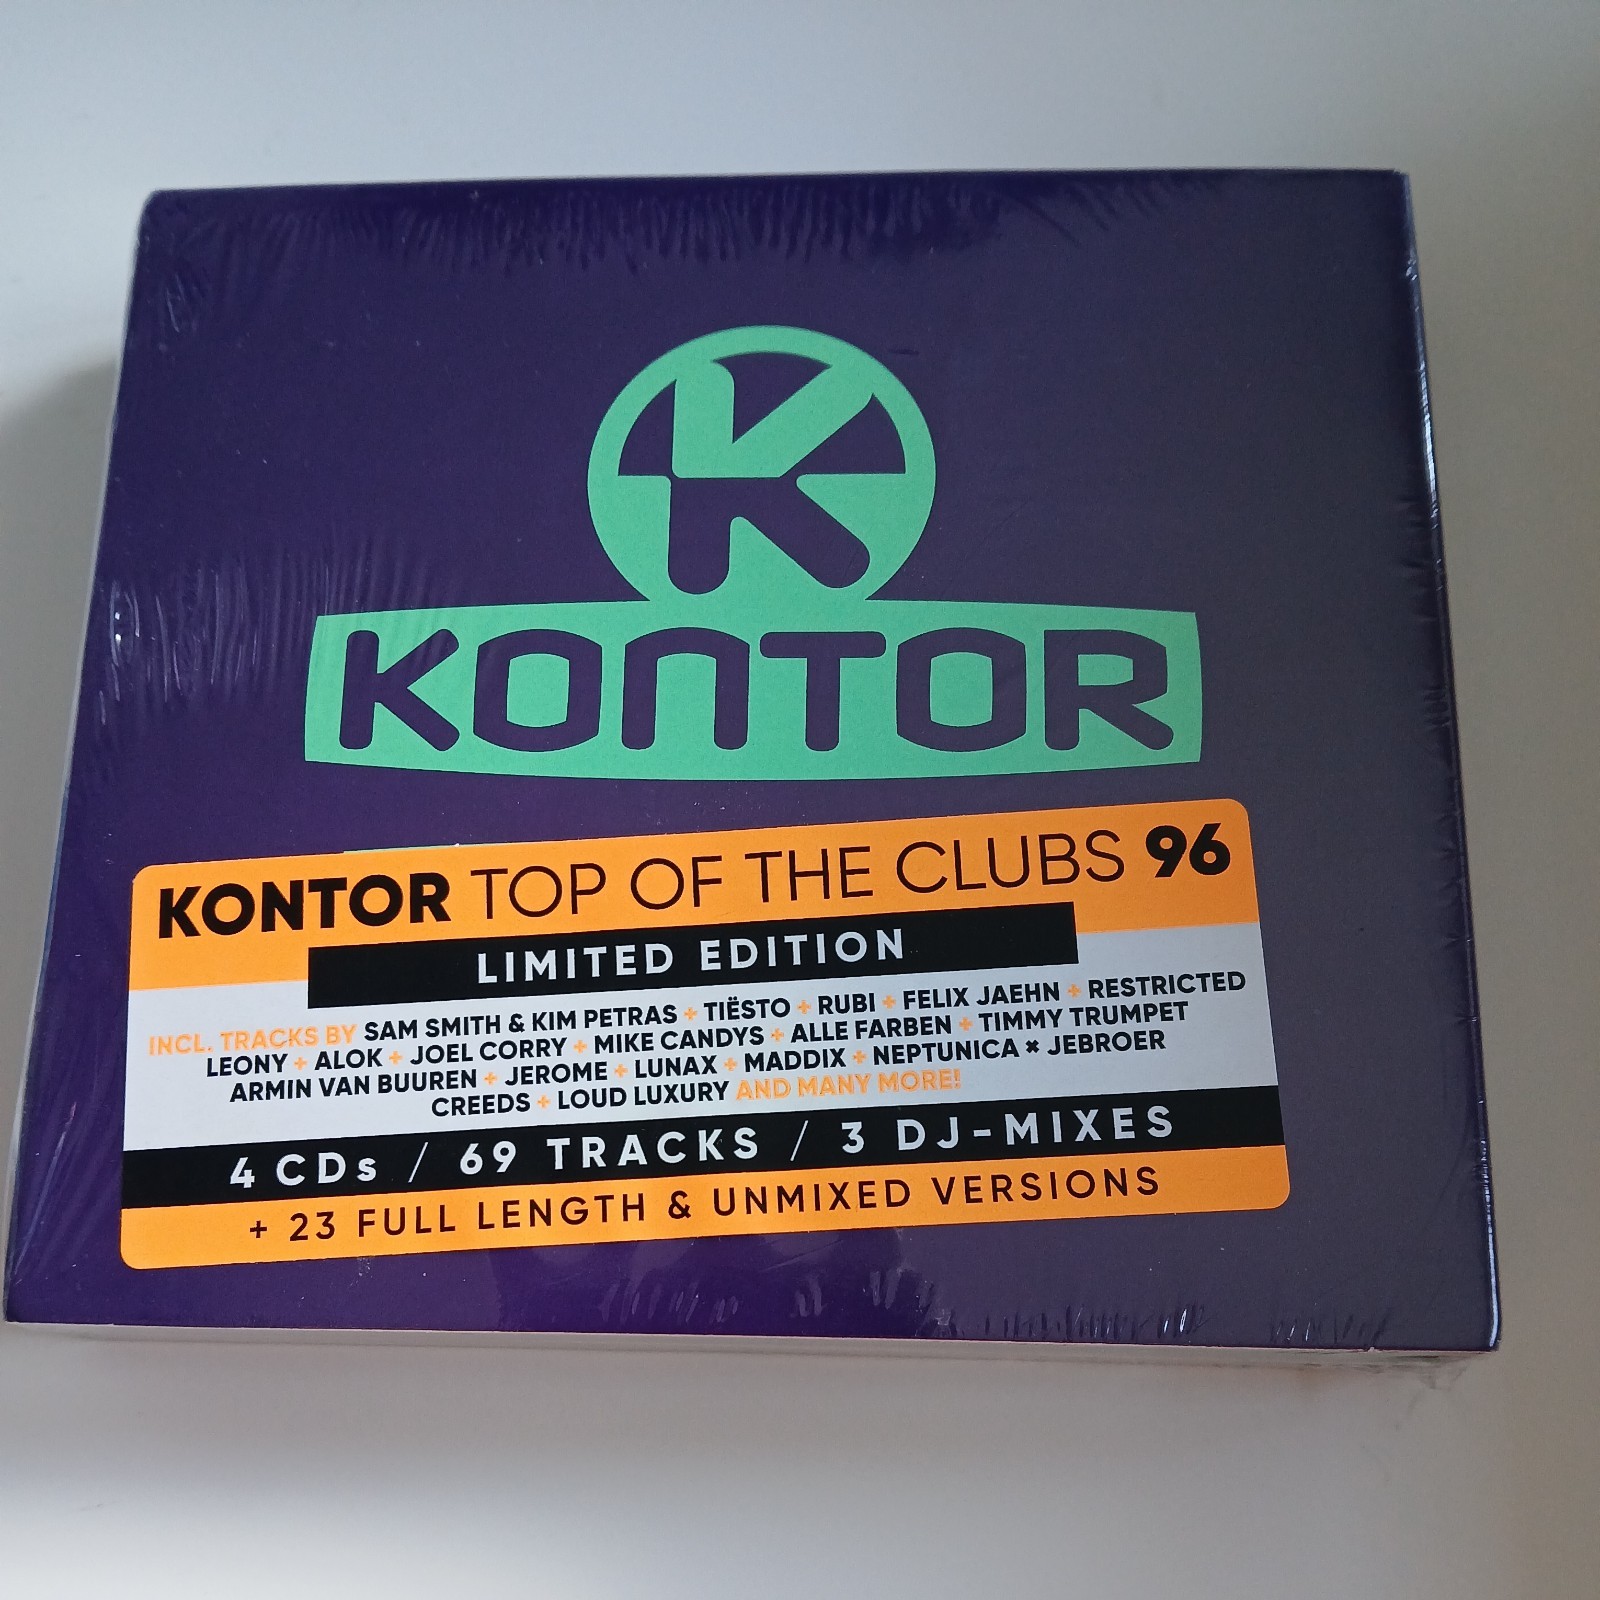 K
KONTOR
KONTOR TOP OF THE CLUBS 96
LIMITED EDITION
INCL. TRACKS BY SAM SMITH & KIM PETRAS + TIËSTO + RUBI + FELIX JAEHN + RESTRICTED
LEONY + ALOK + JOEL CORRY + MIKE CANDYS + ALLE FARBEN + TIMMY TRUMPET
ARMIN VAN BUUREN + JEROME + LUNAX + MADDIX + NEPTUNICA × JEBROER
CREEDS + LOUD LUXURY AND MANY MORE!
4 CDs / 69 TRACKS / 3 DJ-MIXES
+ 23 FULL LENGTH & UNMIXED VERSIONS